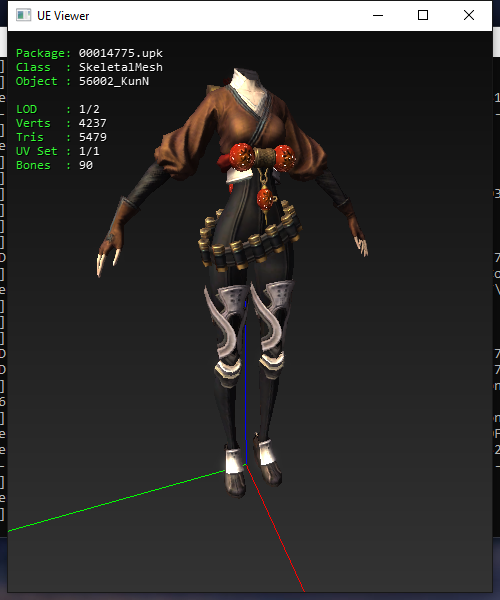 UE Viewer
Package: 00014775.upk
Class  : SkeletalMesh
Object : 56002_KunN
LOD    : 1/2
Verts  : 4237
Tris   : 5479
UV Set : 1/1
Bones  : 90